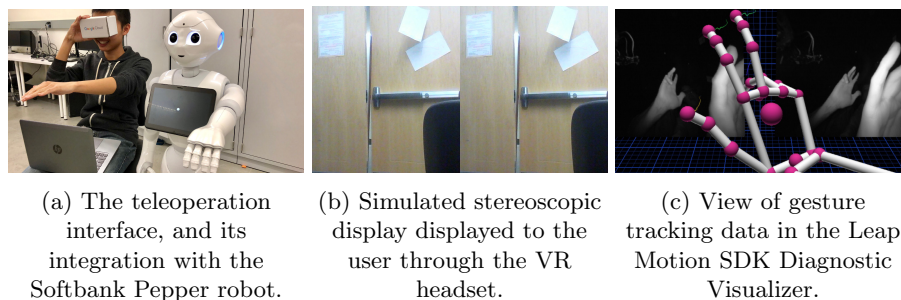 (a) The teleoperation
interface, and its
integration with the
Softbank Pepper robot.
(b) Simulated stereoscopic
display displayed to the
user through the VR
headset.
(c) View of gesture
tracking data in the Leap
Motion SDK Diagnostic
Visualizer.